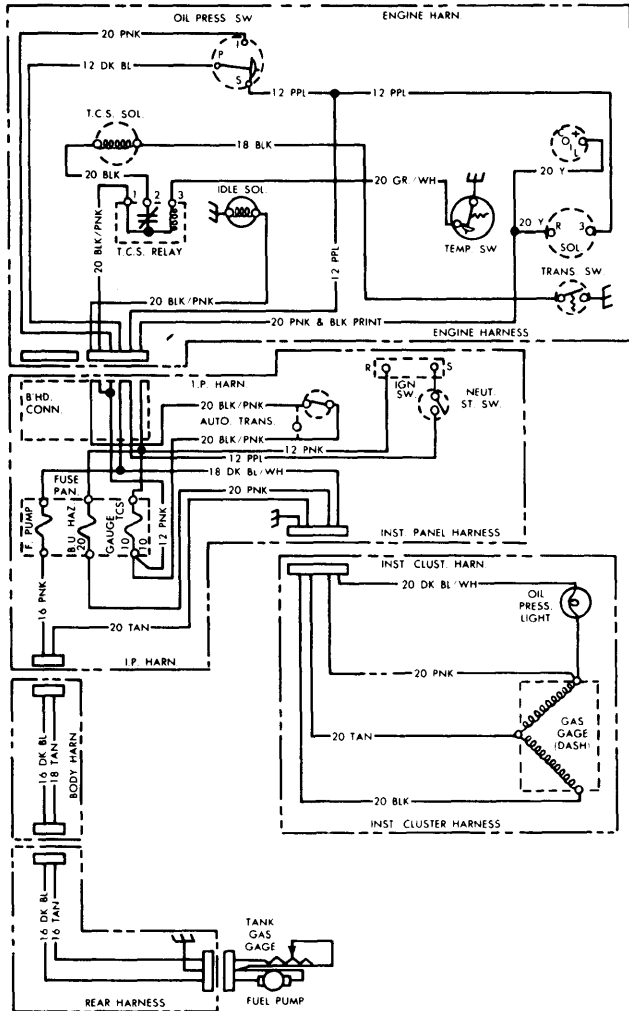 OIL PRESS SW
ENGINE HARN
20 PNK
I
P
12 DK BL
S
12 PPL
12 PPL
T.C.S. SOL.
18 BLK
C + O I L
20 Y
20 BLK
20 GR/WH
1 2 3
IDLE SOL.
20 Y
R 3
SOL
T.C.S. RELAY
TEMP. SW
20 BLK/PNK
12 PPL
TRANS. SW.
20 BLK/PNK
20 PNK & BLK PRINT
ENGINE HARNESS
I.P. HARN
B'HD. CONN.
R
S
IGN SW.
NEUT. ST. SW.
20 BLK/PNK
AUTO. TRANS.
20 BLK/PNK
12 PNK
12 PPL
18 DK BL/WH
FUSE PAN.
20 PNK
F. PUMP
B.U HAZ
20
GAUGE
10
TCS
10
12 PNK
INST. PANEL HARNESS
INST CLUST. HARN.
16 PNK
20 DK BL/WH
OIL PRESS. LIGHT
20 TAN
I.P. HARN
20 PNK
GAS GAGE (DASH)
20 TAN
16 DK BL
18 TAN
BODY HARN
20 BLK
INST CLUSTER HARNESS
16 DK BL
16 TAN
TANK GAS GAGE
REAR HARNESS
FUEL PUMP